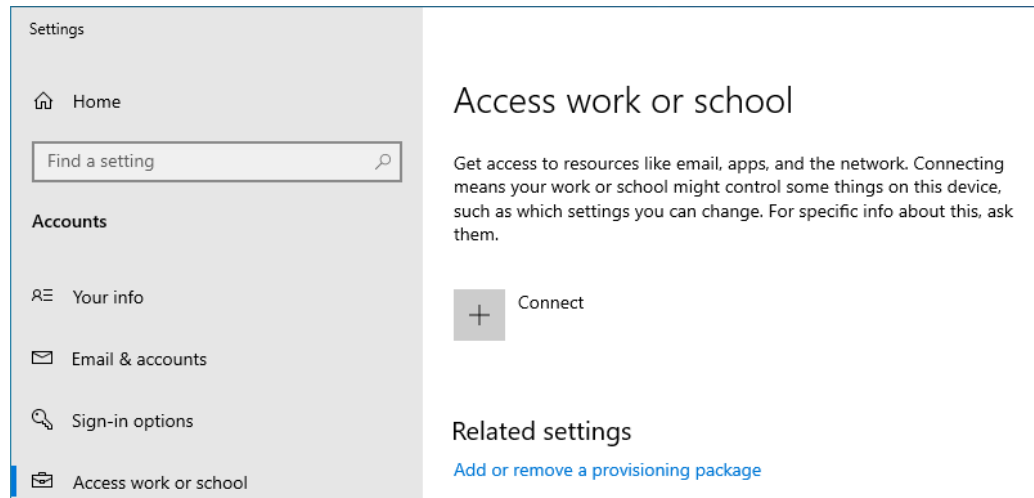 Settings
Home
Find a setting
Accounts
Your info
Email & accounts
Sign-in options
Access work or school
Access work or school
Get access to resources like email, apps, and the network. Connecting
means your work or school might control some things on this device,
such as which settings you can change. For specific info about this, ask
them.
Connect
Related settings
Add or remove a provisioning package